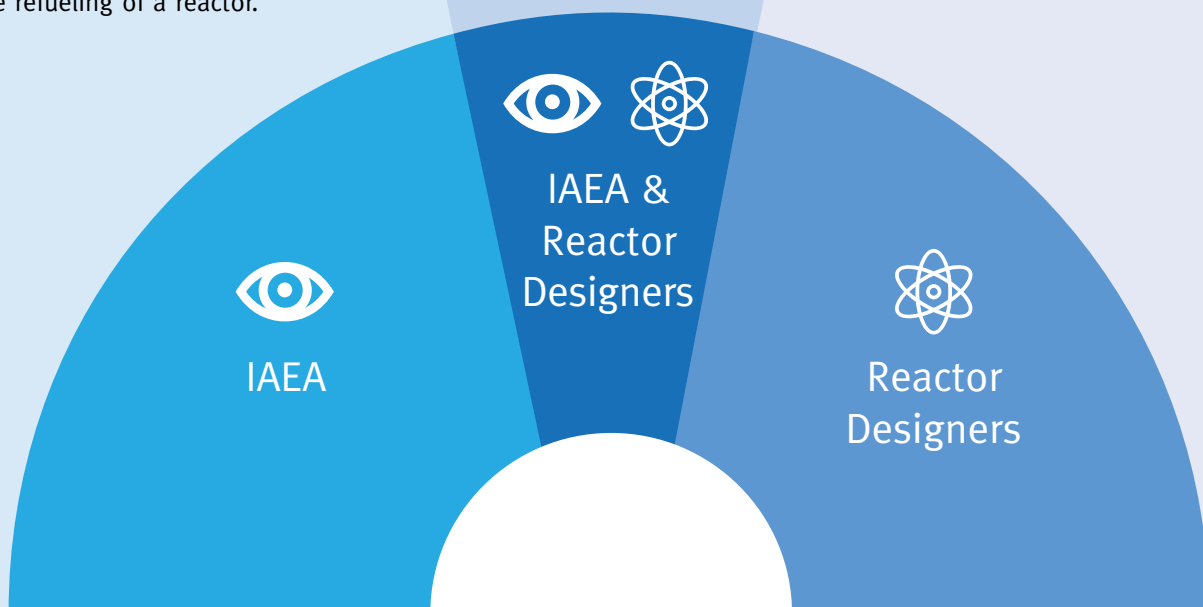 refueling of a reactor.
IAEA &
Reactor
Designers
IAEA
Reactor
Designers